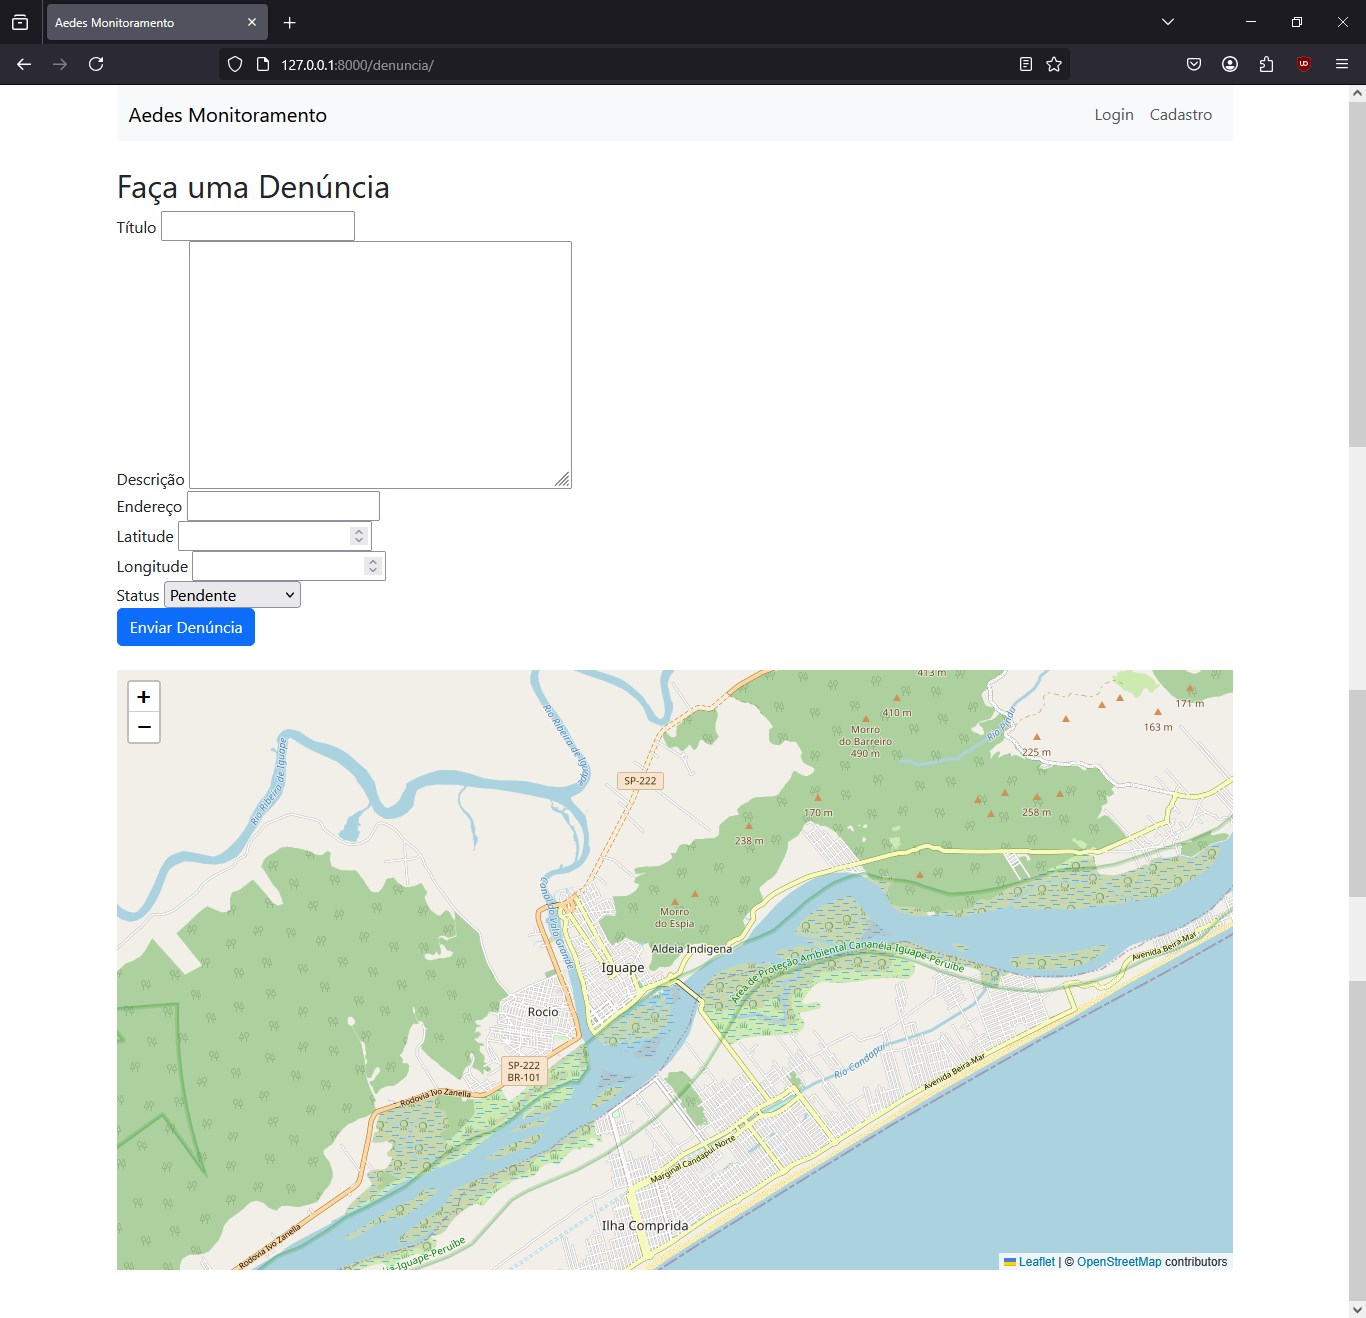 Aedes Monitoramento
127.0.0.1:8000/denuncia/
Aedes Monitoramento
Login Cadastro
Faça uma Denúncia
Título
Descrição
Endereço
Latitude
Longitude
Status Pendente
Enviar Denúncia
+
−
413 m
410 m
Morro
do Barreiro
490 m
Rio Pindu
171 m
163 m
225 m
Rio Ribeira de Iguape
Rio Ribeira de Iguape
SP-222
170 m
258 m
238 m
Canal do Valo Grande
Morro
do Espia
Aldeia Indigena
Iguape
Área de Proteção Ambiental Cananéia-Iguape-Peruíbe
Avenida Beira-Mar
Rocio
Rio Candapuí
SP-222
BR-101
Avenida Beira-Mar
Rodovia Ivo Zanella
Marginal Candapuí Norte
Ilha Comprida
Rodovia Ivo Zanella
ia-Iguape-Peruíbe
Leaflet | © OpenStreetMap contributors